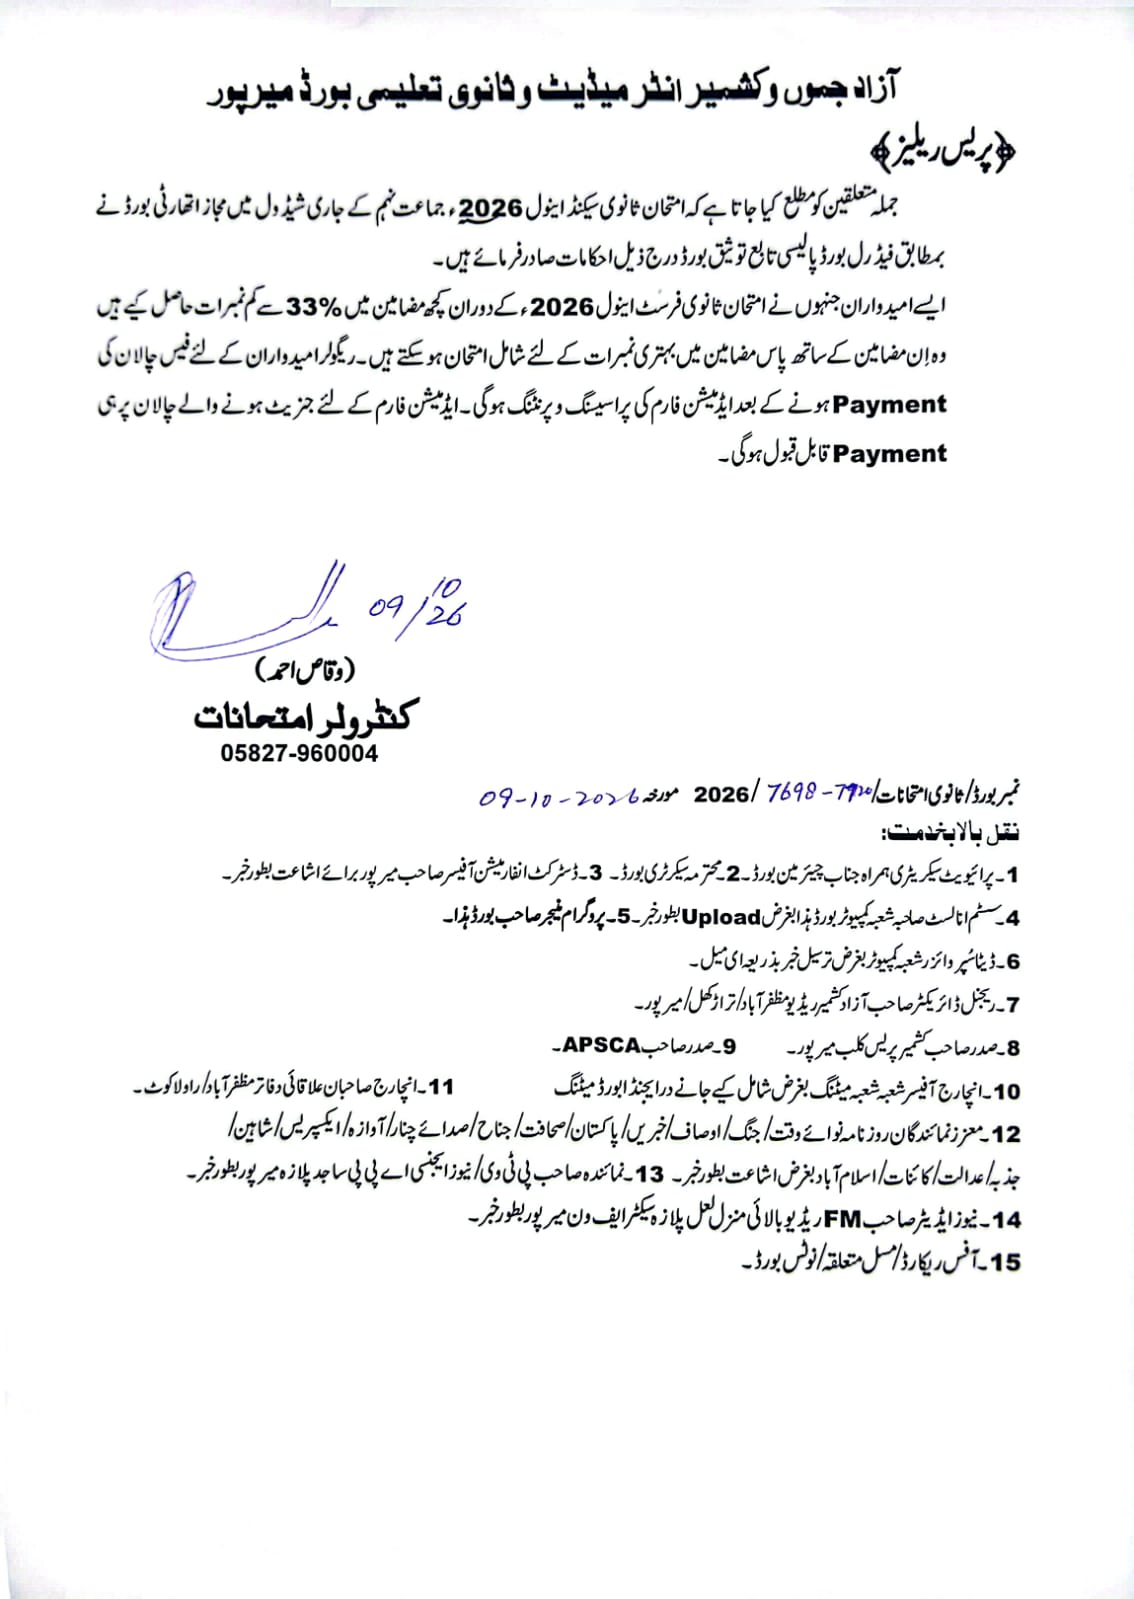 آزاد جموں و کشمیر انٹر میڈیٹ و ثانوی تعلیمی بورڈ میرپور
﴿پریس ریلیز﴾
جملہ متعلقین کو مطلع کیا جاتا ہے کہ امتحان ثانوی سیکنڈ اینول 2026ء جماعت نہم کے جاری شیڈول میں مجاز اتھارٹی بورڈ نے
بمطابق فیڈرل بورڈ پالیسی تابع توثیق بورڈ درج ذیل احکامات صادر فرمائے ہیں۔
ایسے امیدواران جنہوں نے امتحان ثانوی فرسٹ اینول 2026ء کے دوران کچھ مضامین میں 33% سے کم نمبرات حاصل کیے ہیں
وہ اِن مضامین کے ساتھ پاس مضامین میں بہتری نمبرات کے لئے شامل امتحان ہو سکتے ہیں۔ ریگولر امیدواران کے لئے فیس چالان کی
Payment ہونے کے بعد ایڈمیشن فارم کی پراسیسنگ و پرنٹنگ ہوگی۔ ایڈمیشن فارم کے لئے جنریٹ ہونے والے چالان پر ہی
Payment قابل قبول ہوگی۔
09/10/26
(وقاص احمد)
کنٹرولر امتحانات
05827-960004
نمبر بورڈ/ثانوی امتحانات/7698-7720/2026 مورخہ 09-10-2026
نقل بالا بخدمت:
1۔پرائیویٹ سیکریٹری ہمراہ جناب چیئرمین بورڈ۔ 2۔محترمہ سیکرٹری بورڈ۔ 3۔ڈسٹرکٹ انفارمیشن آفیسر صاحب میرپور برائے اشاعت بطور خبر۔
4۔سسٹم انالسٹ صاحبہ شعبہ کمپیوٹر بورڈ ہذا بغرض Upload بطور خبر۔ 5۔پروگرام منیجر صاحب بورڈ ہذا۔
6۔ڈیٹا سپروائزر شعبہ کمپیوٹر بغرض ترسیل خبر بذریعہ ای میل۔
7۔ریجنل ڈائریکٹر صاحب آزاد کشمیر ریڈیو مظفرآباد/تراڑکھل/میرپور۔
8۔صدر صاحب کشمیر پریس کلب میرپور۔ 9۔صدر صاحب APSCA۔
10۔انچارج آفیسر شعبہ شعبہ میٹنگ بغرض شامل کیے جانے در ایجنڈا بورڈ میٹنگ 11۔انچارج صاحبان علاقائی دفاتر مظفرآباد/راولاکوٹ۔
12۔معزز نمائندگان روزنامہ نوائے وقت/جنگ/اوصاف/خبریں/پاکستان/صحافت/جناح/صدائے چنار/آوازہ/ایکسپریس/شاہین/
جذبہ/عدالت/کائنات/اسلام آباد بغرض اشاعت بطور خبر۔ 13۔نمائندہ صاحب پی ٹی وی/نیوز ایجنسی اے پی پی ساجد پلازہ میرپور بطور خبر۔
14۔نیوز ایڈیٹر صاحب FM ریڈیو بالائی منزل لعل پلازہ سیکٹر ایف ون میرپور بطور خبر۔
15۔آفس ریکارڈ/مسل متعلقہ/نوٹس بورڈ۔